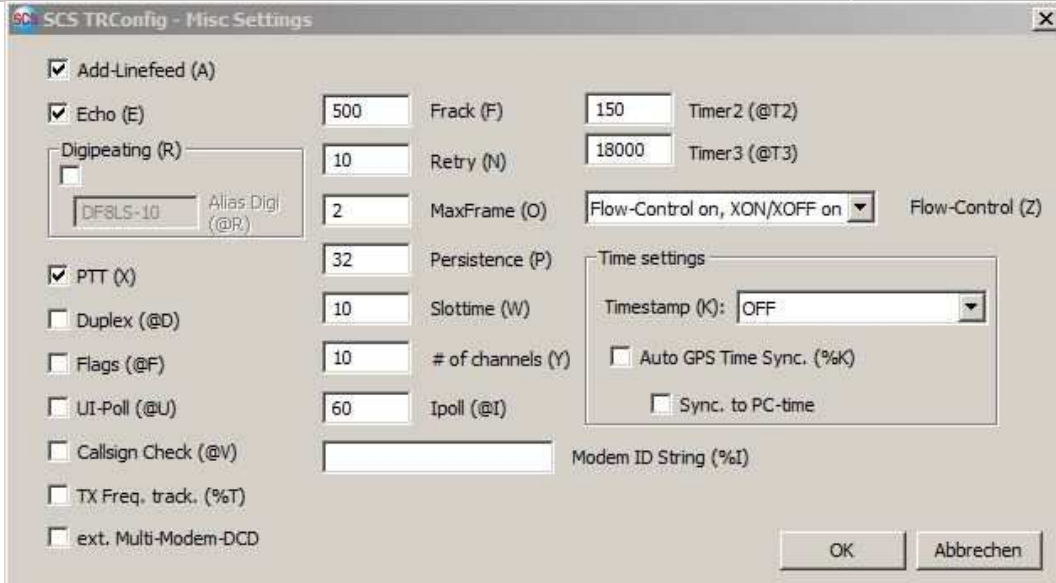 SCS TRConfig - Misc Settings
Add-Linefeed (A)
Echo (E)
Digipeating (R)
DF8LS-10
Alias Digi
(@R)
PTT (X)
Duplex (@D)
Flags (@F)
UI-Poll (@U)
Callsign Check (@V)
TX Freq. track. (%T)
ext. Multi-Modem-DCD
500 Frack (F)
10 Retry (N)
2 MaxFrame (O)
32 Persistence (P)
10 Slottime (W)
10 # of channels (Y)
60 Ipoll (@I)
Modem ID String (%I)
150 Timer2 (@T2)
18000 Timer3 (@T3)
Flow-Control on, XON/XOFF on Flow-Control (Z)
Time settings
Timestamp (K): OFF
Auto GPS Time Sync. (%K)
Sync. to PC-time
OK
Abbrechen